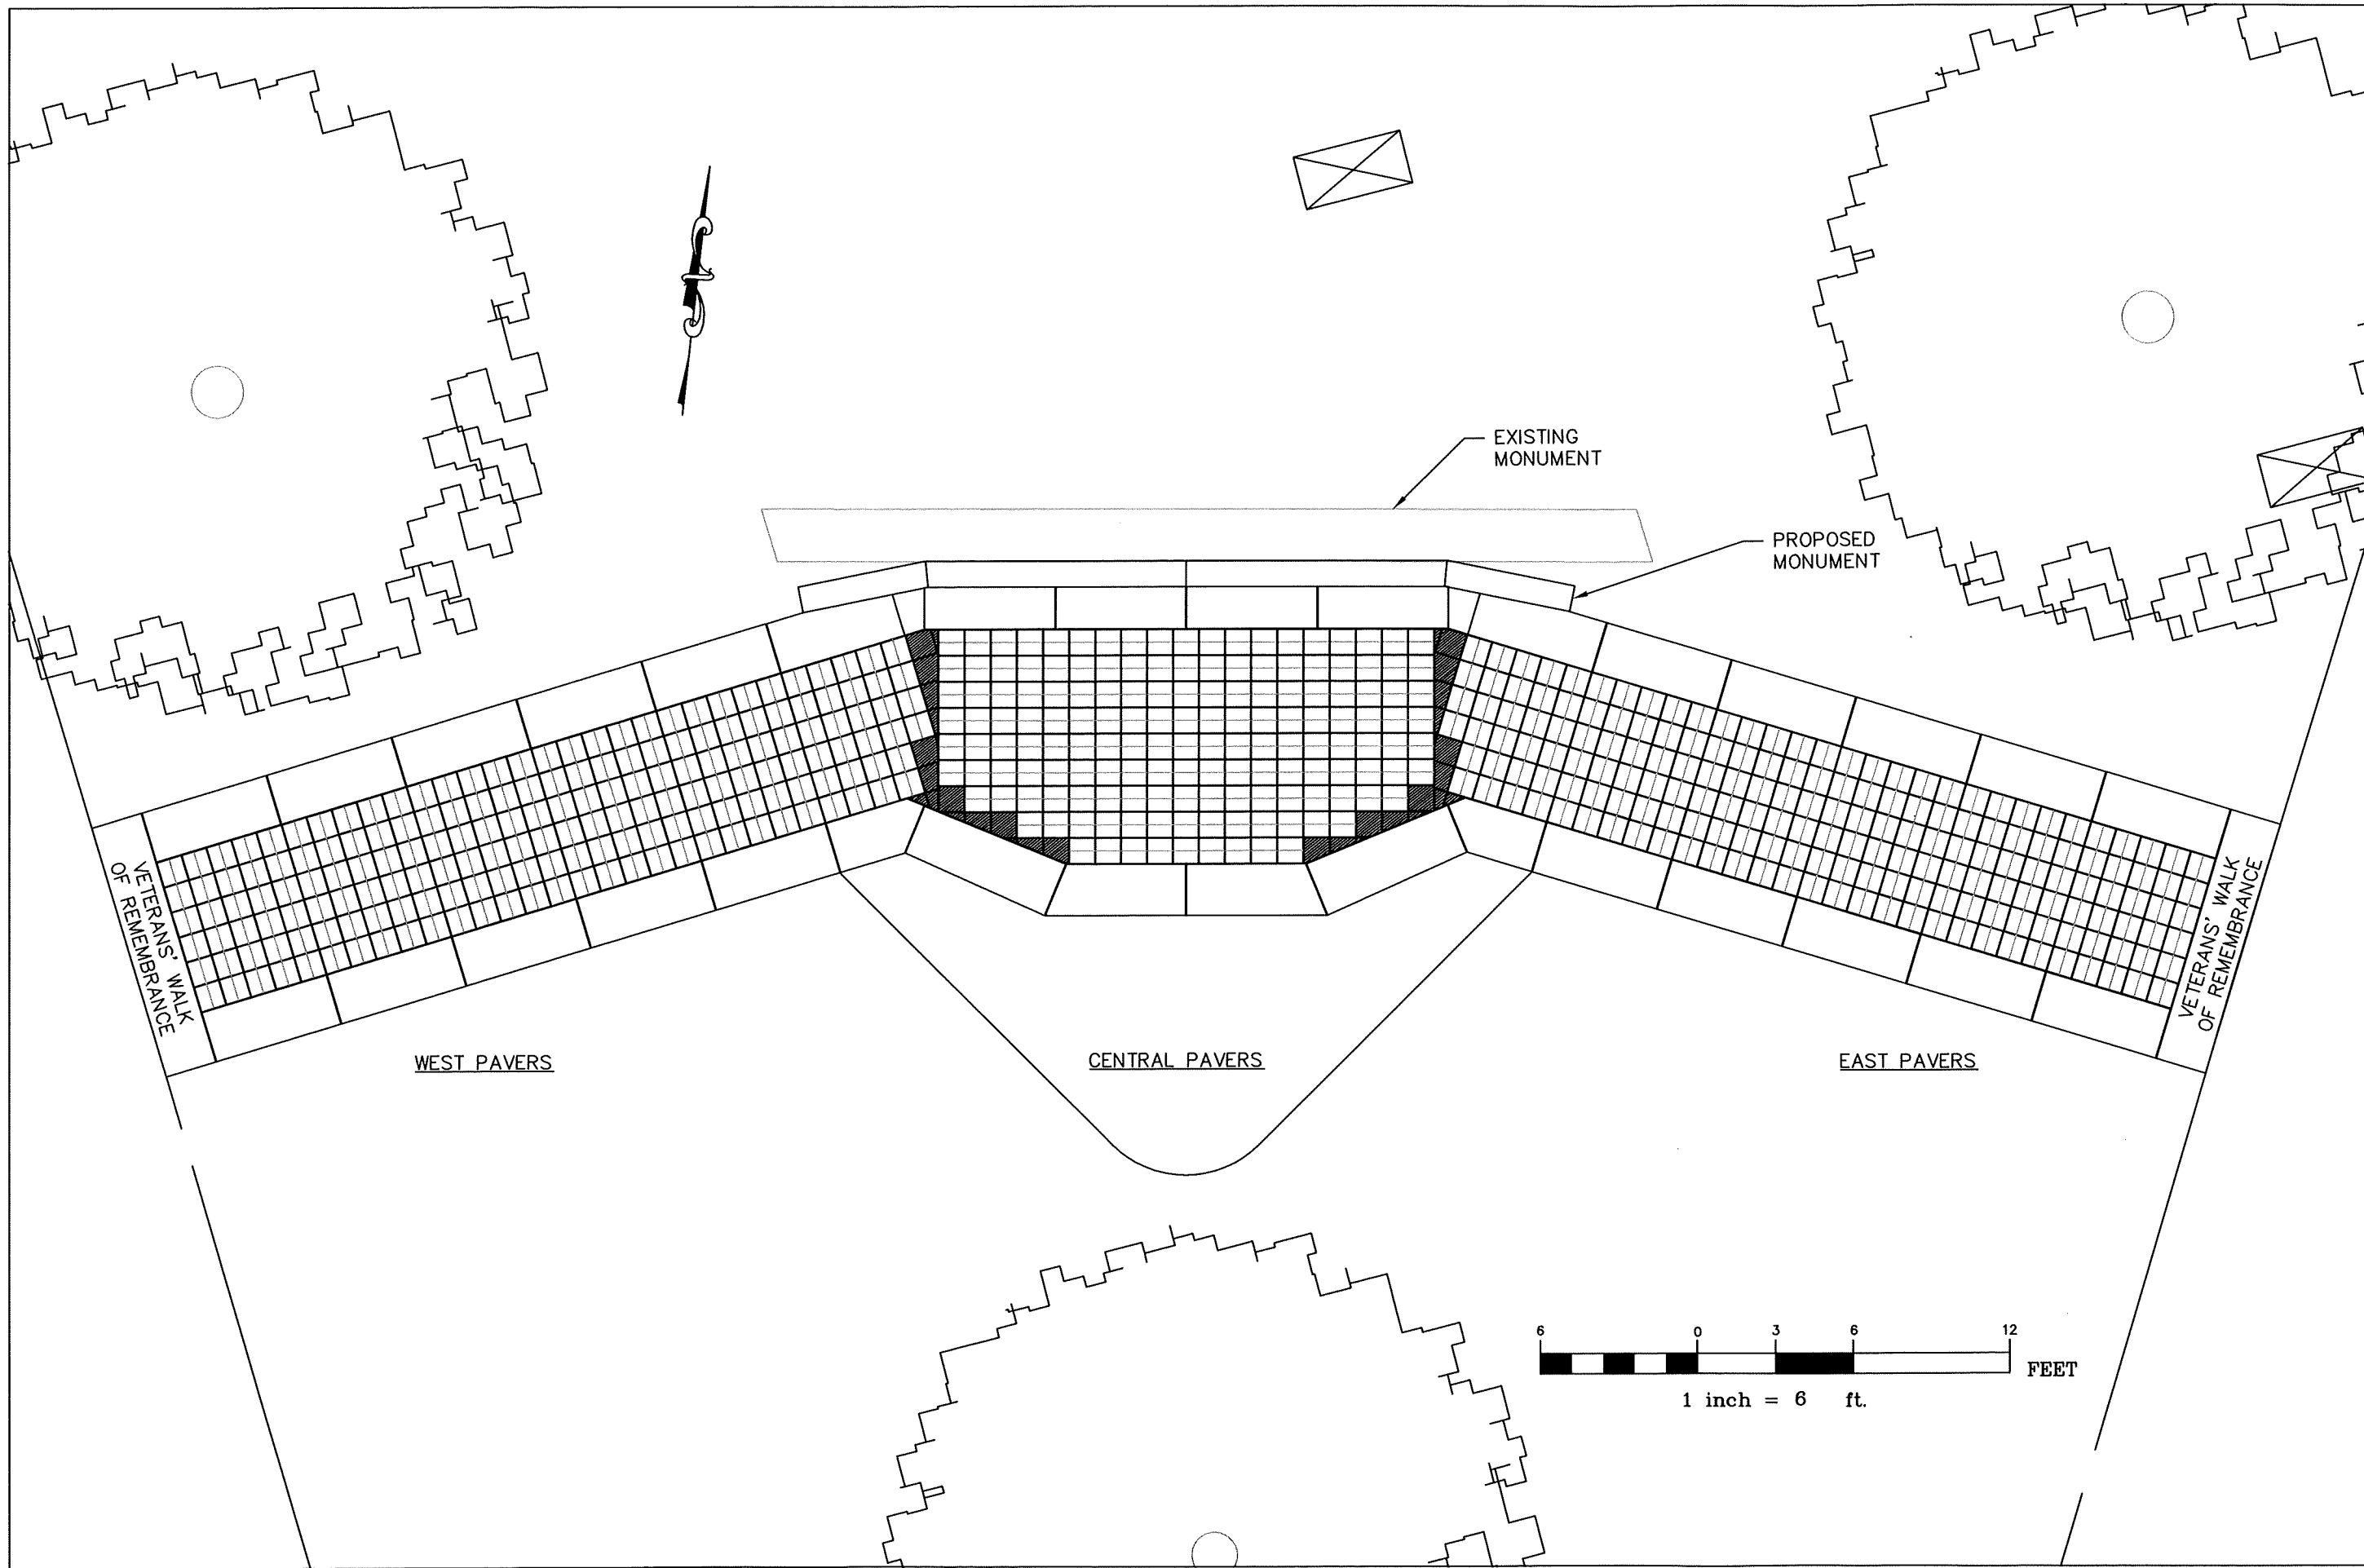 EXISTING
MONUMENT
PROPOSED
MONUMENT
VETERANS' WALK
OF REMEMBRANCE
VETERANS' WALK
OF REMEMBRANCE
WEST PAVERS
CENTRAL PAVERS
EAST PAVERS
6 0 3 6 12
FEET
1 inch = 6 ft.